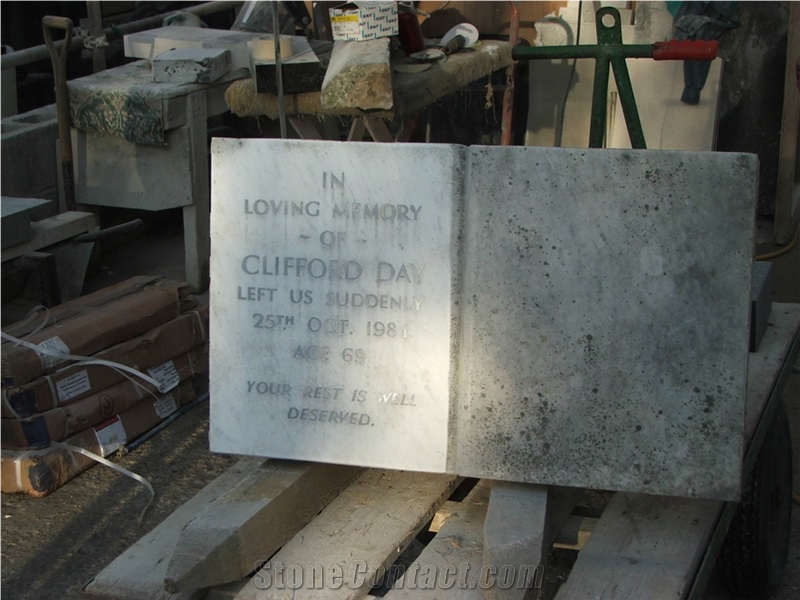 IN
LOVING MEMORY
- OF -
CLIFFORD DAY
LEFT US SUDDENLY
25TH OCT. 1984
AGE 69
YOUR REST IS WELL
DESERVED.
StoneContact.com